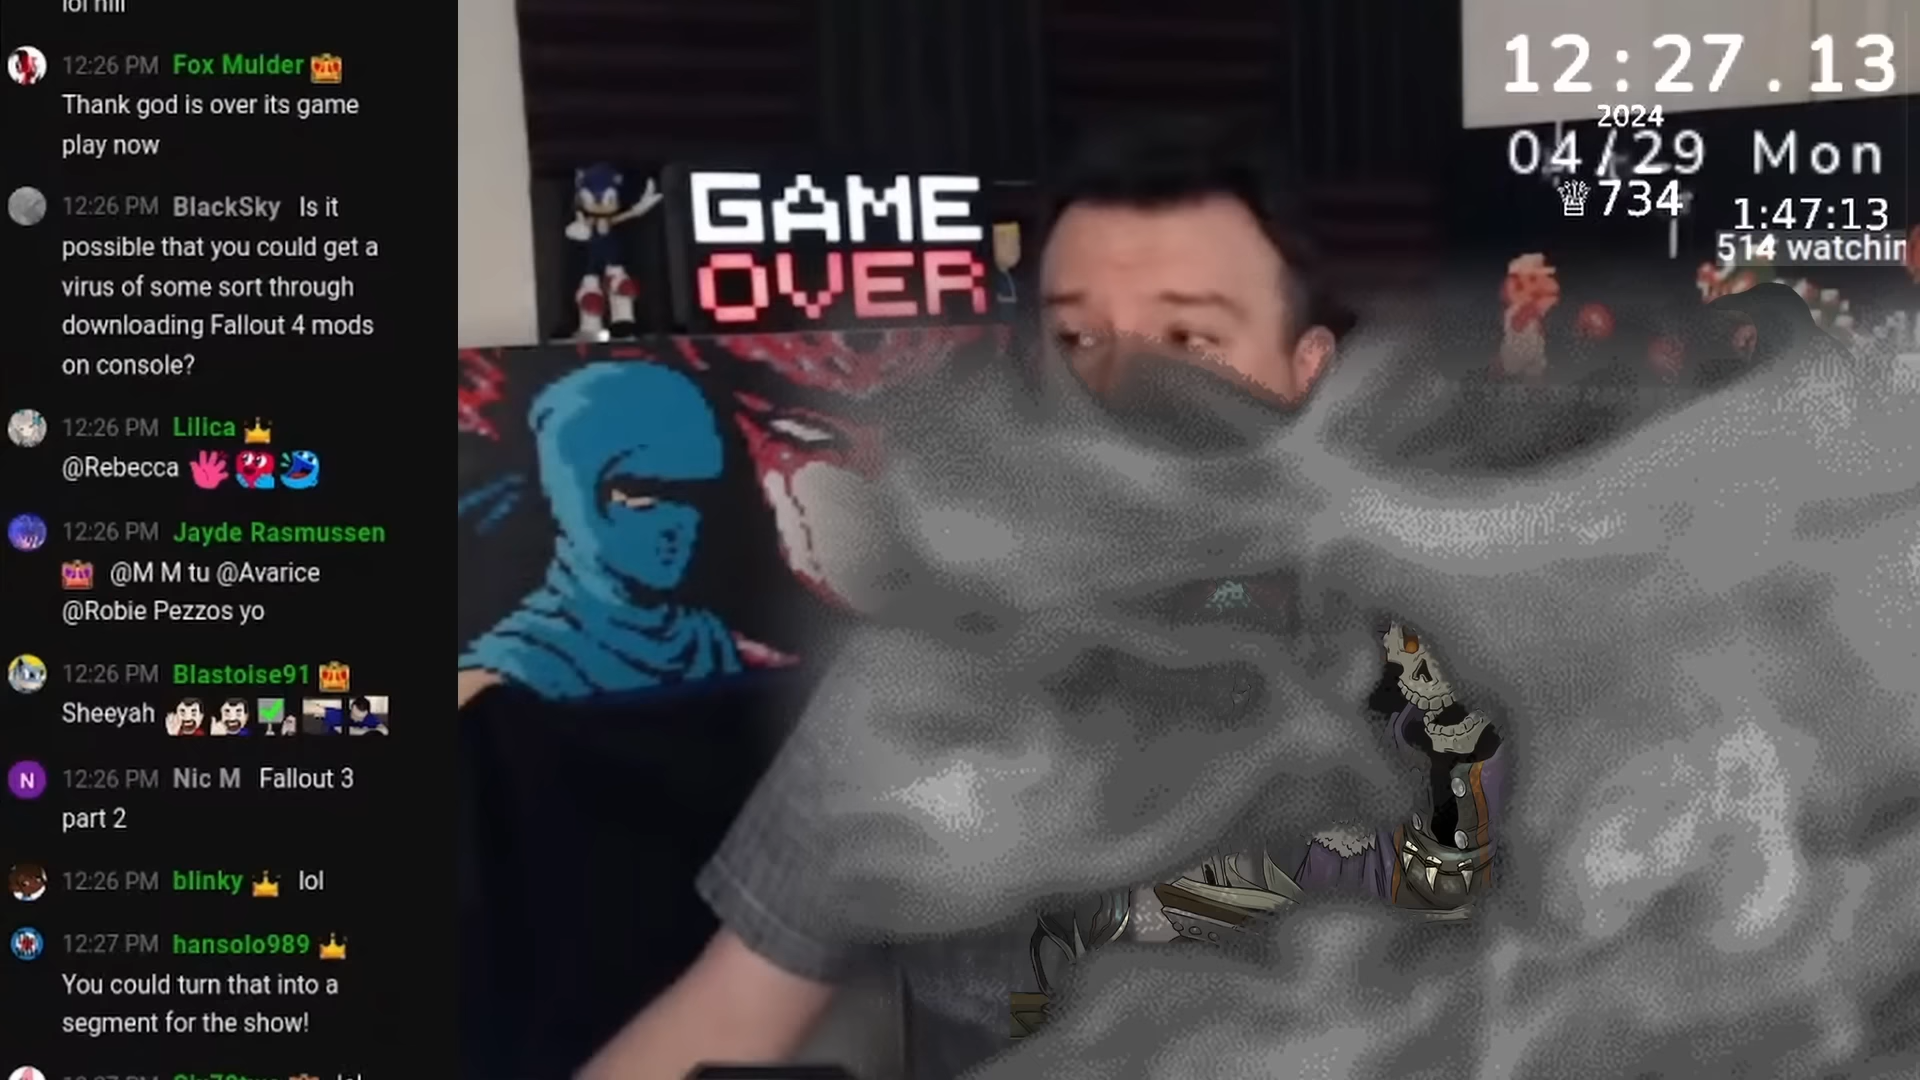 lol hill
12:26 PM Fox Mulder
Thank god is over its game
play now
12:26 PM BlackSky Is it
possible that you could get a
virus of some sort through
downloading Fallout 4 mods
on console?
12:26 PM Lilica
@Rebecca
12:26 PM Jayde Rasmussen
@M M tu @Avarice
@Robie Pezzos yo
12:26 PM Blastoise91
Sheeyah
N 12:26 PM Nic M Fallout 3
part 2
12:26 PM blinky lol
12:27 PM hansolo989
You could turn that into a
segment for the show!
lol
GAME
OVER
12:27.13
2024
04/29 Mon
734
1:47:13
514 watchin